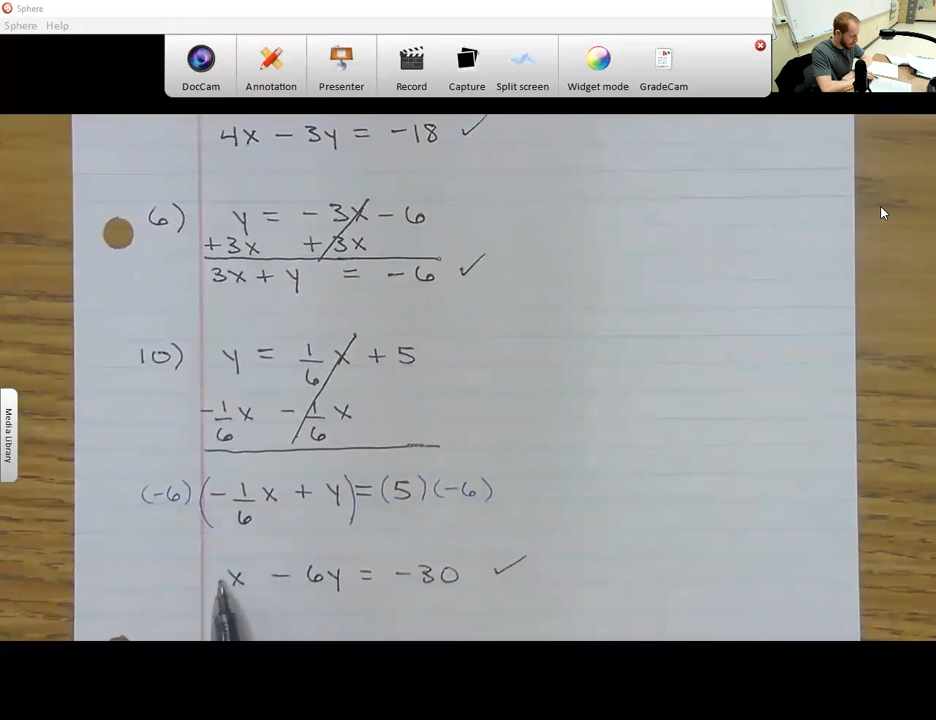 Sphere
Sphere Help
DocCam Annotation Presenter Record Capture Split screen Widget mode GradeCam
Media Library
4x - 3y = -18 ✓
6) y = -3x - 6
+3x +3x
3x + y = -6 ✓
10) y = 1/6 x + 5
-1/6 x -1/6 x
(-6)(-1/6 x + y) = (5)(-6)
x - 6y = -30 ✓